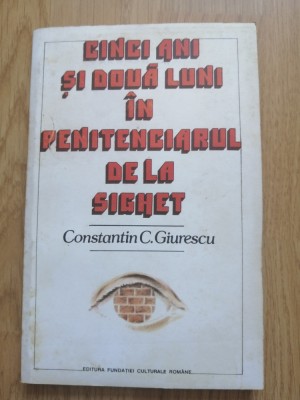 CINCI ANI
ȘI DOUĂ LUNI
ÎN
PENITENCIARUL
DE LA
SIGHET
Constantin C. Giurescu
EDITURA FUNDAȚIEI CULTURALE ROMÂNE